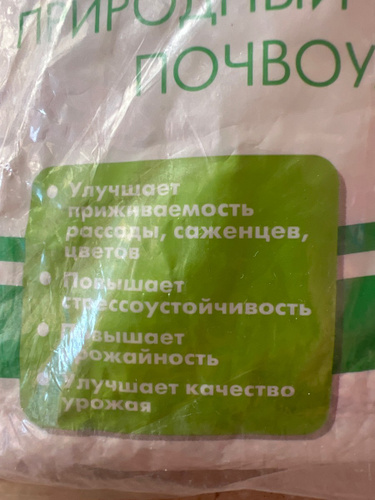 ПРИРОДНЫЙ
ПОЧВОУ
• Улучшает
приживаемость
рассады, саженцев,
цветов
• Повышает
стрессоустойчивость
• Повышает
урожайность
• Улучшает качество
урожая